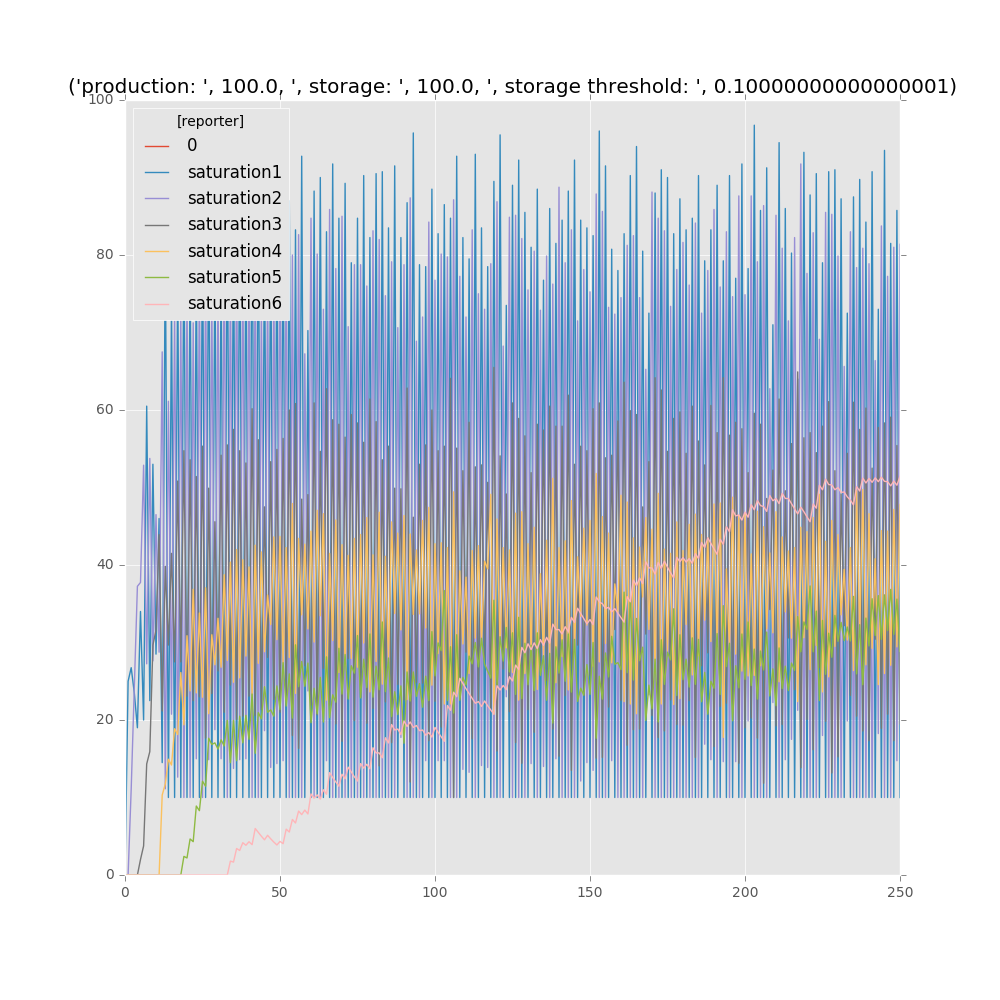 ('production: ', 100.0, ', storage: ', 100.0, ', storage threshold: ', 0.10000000000000001)
100
80
60
40
20
0
[reporter]
0
saturation1
saturation2
saturation3
saturation4
saturation5
saturation6
0 50 100 150 200 250